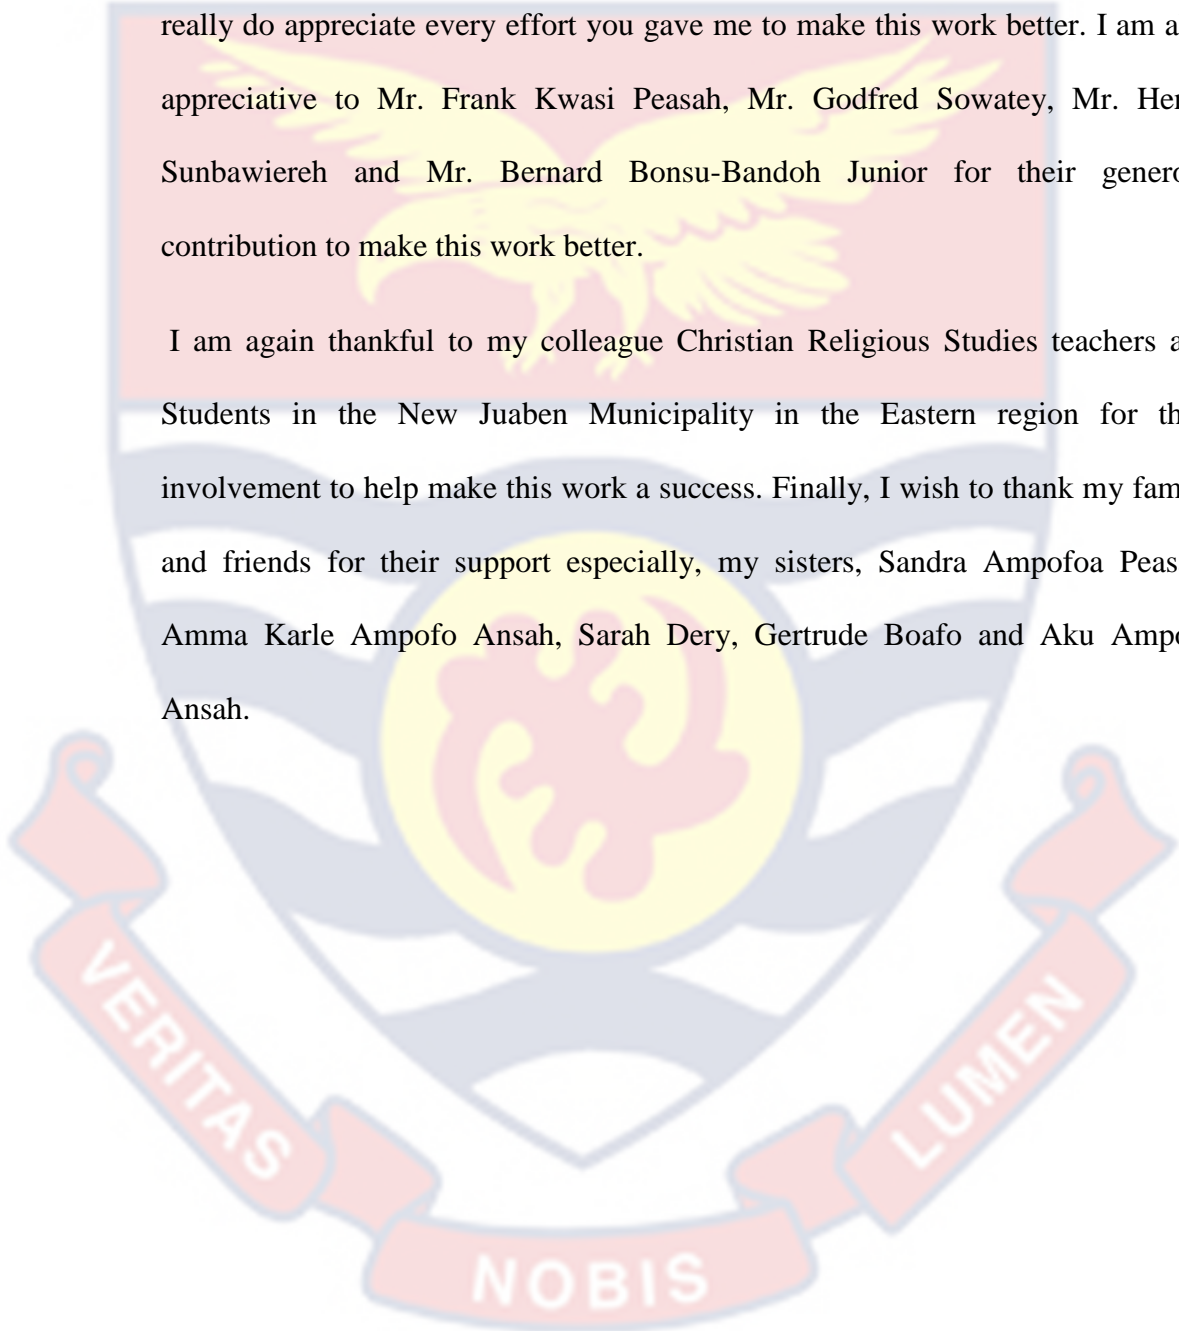 really do appreciate every effort you gave me to make this work better. I am a
appreciative to Mr. Frank Kwasi Peasah, Mr. Godfred Sowatey, Mr. Her
Sunbawiereh and Mr. Bernard Bonsu-Bandoh Junior for their genero
contribution to make this work better.
I am again thankful to my colleague Christian Religious Studies teachers a
Students in the New Juaben Municipality in the Eastern region for th
involvement to help make this work a success. Finally, I wish to thank my fam
and friends for their support especially, my sisters, Sandra Ampofoa Peas
Amma Karle Ampofo Ansah, Sarah Dery, Gertrude Boafo and Aku Ampo
Ansah.
VERITAS
NOBIS
LUMEN